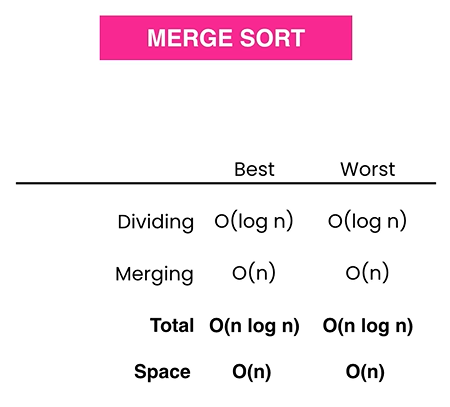 MERGE SORT
Best Worst
Dividing O(log n) O(log n)
Merging O(n) O(n)
Total O(n log n) O(n log n)
Space O(n) O(n)